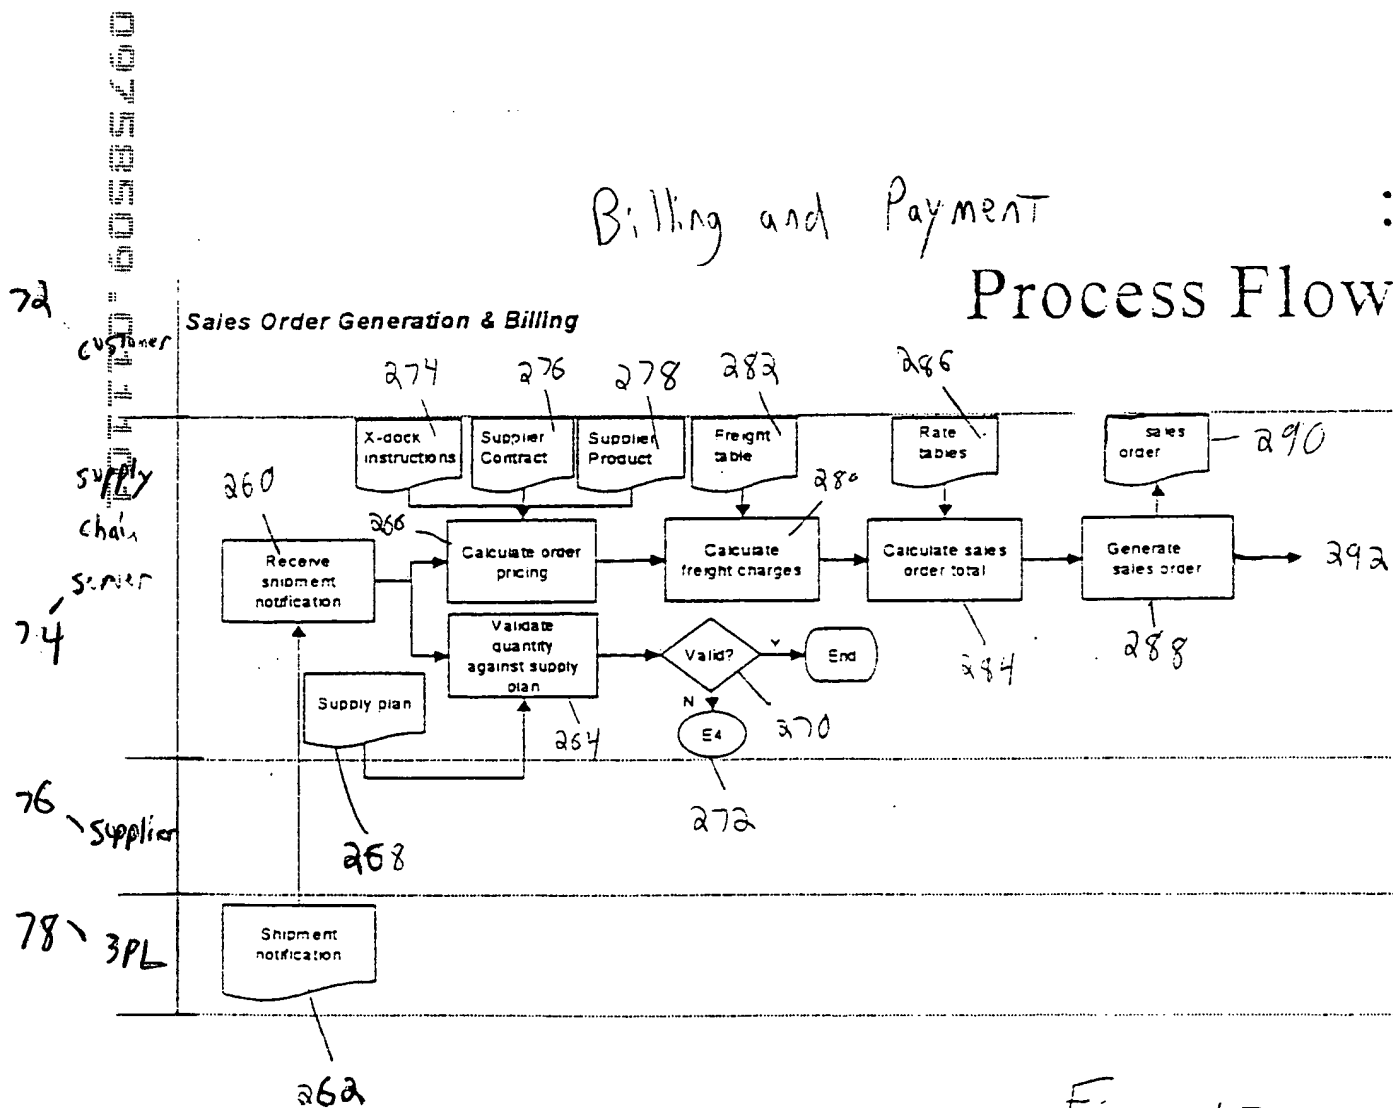 Billing and Payment
Process Flow
72
customer
Sales Order Generation & Billing
274
276
278
282
286
X-dock
instructions
Supplier
Contract
Supplier
Product
Freight
table
Rate
tables
sales
order
290
supply
chain
server
74
260
266
280
Receive
shipment
notification
Calculate order
pricing
Calculate
freight charges
Calculate sales
order total
Generate
sales order
292
284
288
Validate
quantity
against supply
plan
Valid?
Y
End
N
E4
264
270
272
Supply plan
268
76
Supplier
78
3PL
Shipment
notification
262